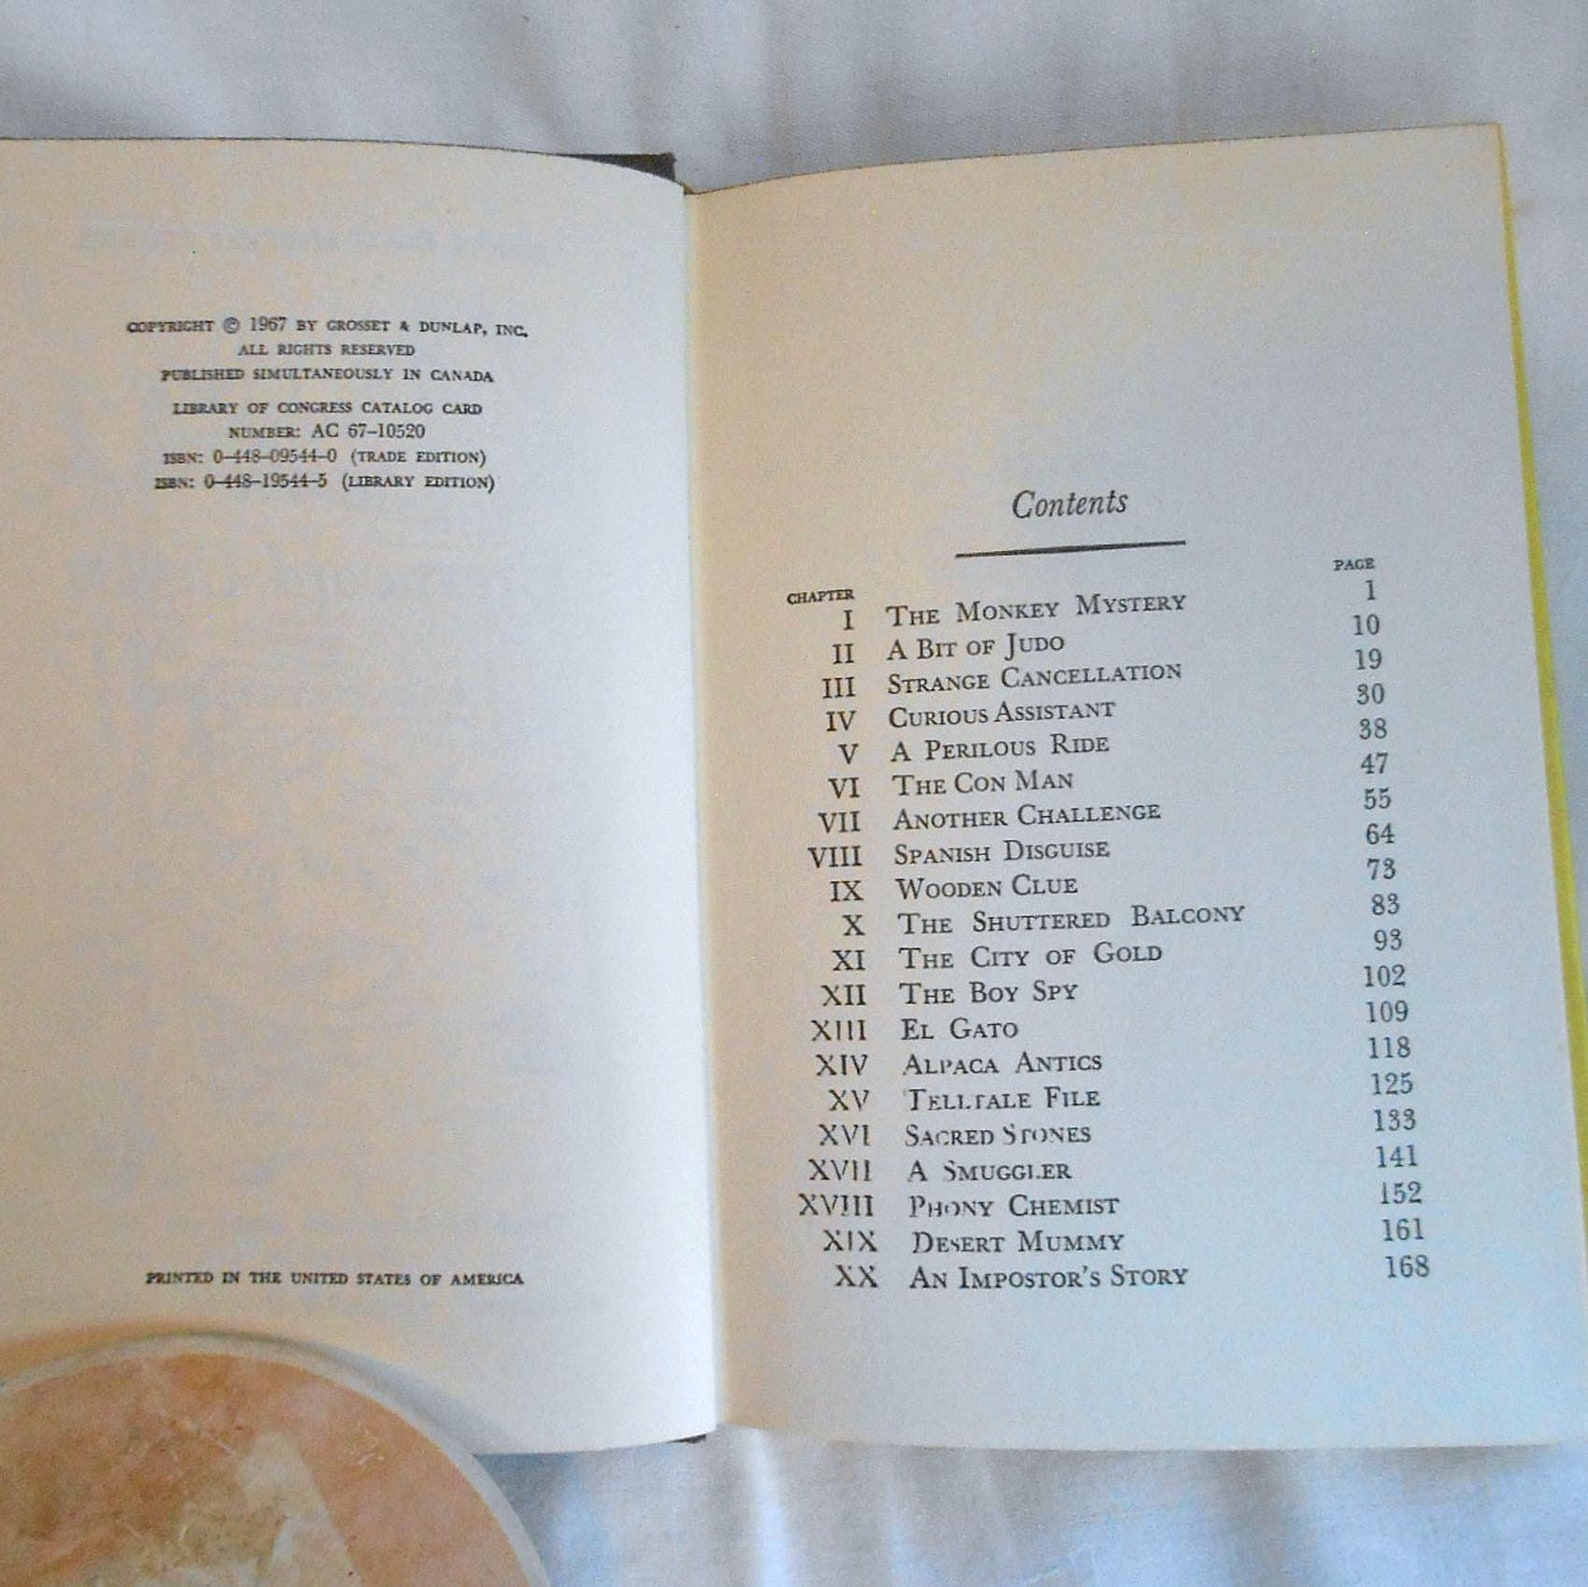 COPYRIGHT © 1967 BY GROSSET & DUNLAP, INC.
ALL RIGHTS RESERVED
PUBLISHED SIMULTANEOUSLY IN CANADA
LIBRARY OF CONGRESS CATALOG CARD
NUMBER: AC 67-10520
ISBN: 0-448-09544-0 (TRADE EDITION)
ISBN: 0-448-19544-5 (LIBRARY EDITION)
PRINTED IN THE UNITED STATES OF AMERICA
Contents
CHAPTER PAGE
I THE MONKEY MYSTERY 1
II A BIT OF JUDO 10
III STRANGE CANCELLATION 19
IV CURIOUS ASSISTANT 30
V A PERILOUS RIDE 38
VI THE CON MAN 47
VII ANOTHER CHALLENGE 55
VIII SPANISH DISGUISE 64
IX WOODEN CLUE 73
X THE SHUTTERED BALCONY 83
XI THE CITY OF GOLD 93
XII THE BOY SPY 102
XIII EL GATO 109
XIV ALPACA ANTICS 118
XV TELLTALE FILE 125
XVI SACRED STONES 133
XVII A SMUGGLER 141
XVIII PHONY CHEMIST 152
XIX DESERT MUMMY 161
XX AN IMPOSTOR'S STORY 168